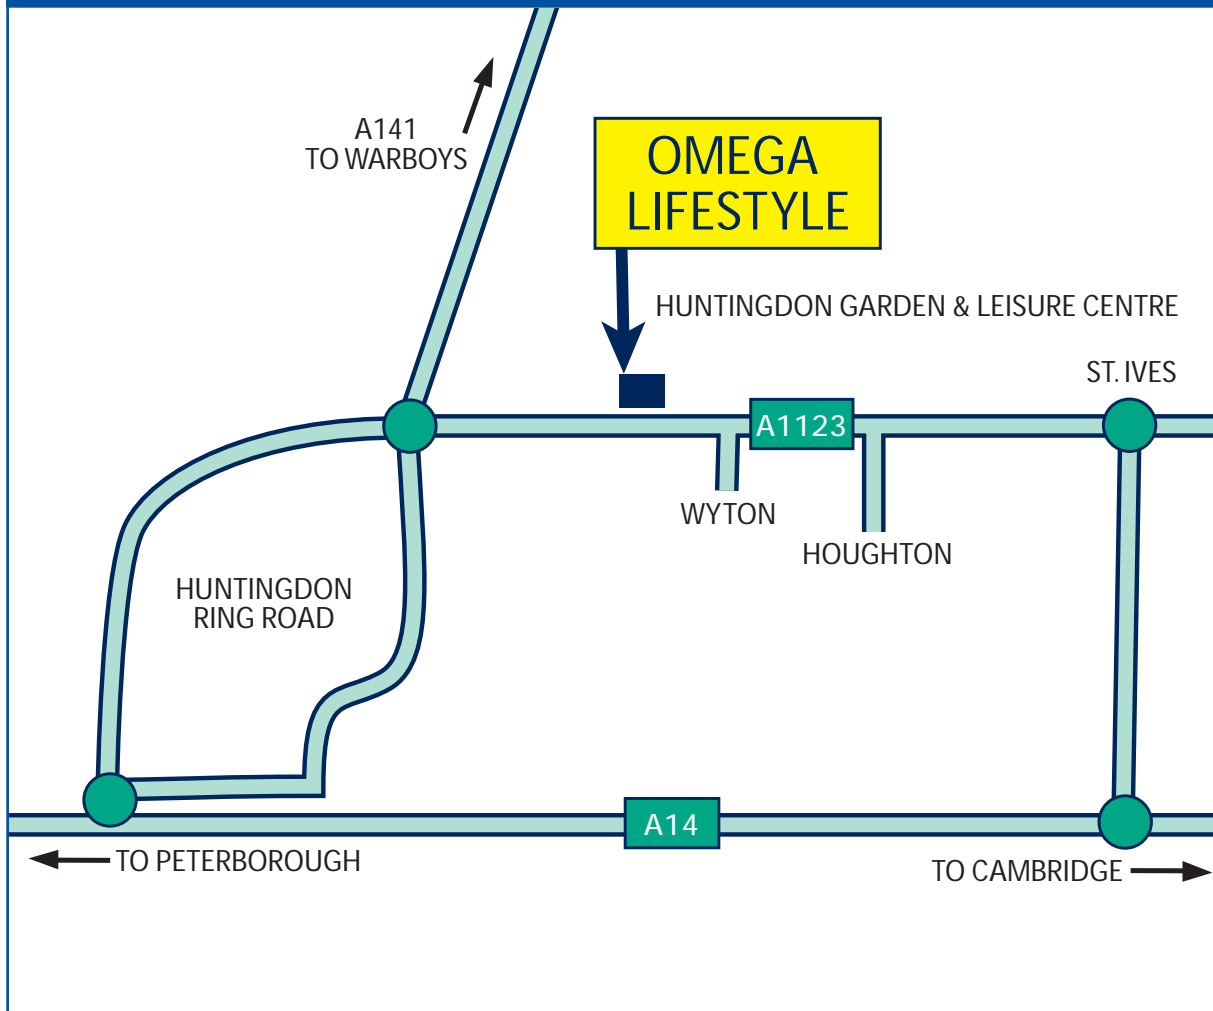 A141
TO WARBOYS
OMEGA
LIFESTYLE
HUNTINGDON GARDEN & LEISURE CENTRE
ST. IVES
A1123
WYTON
HOUGHTON
HUNTINGDON
RING ROAD
A14
TO PETERBOROUGH
TO CAMBRIDGE